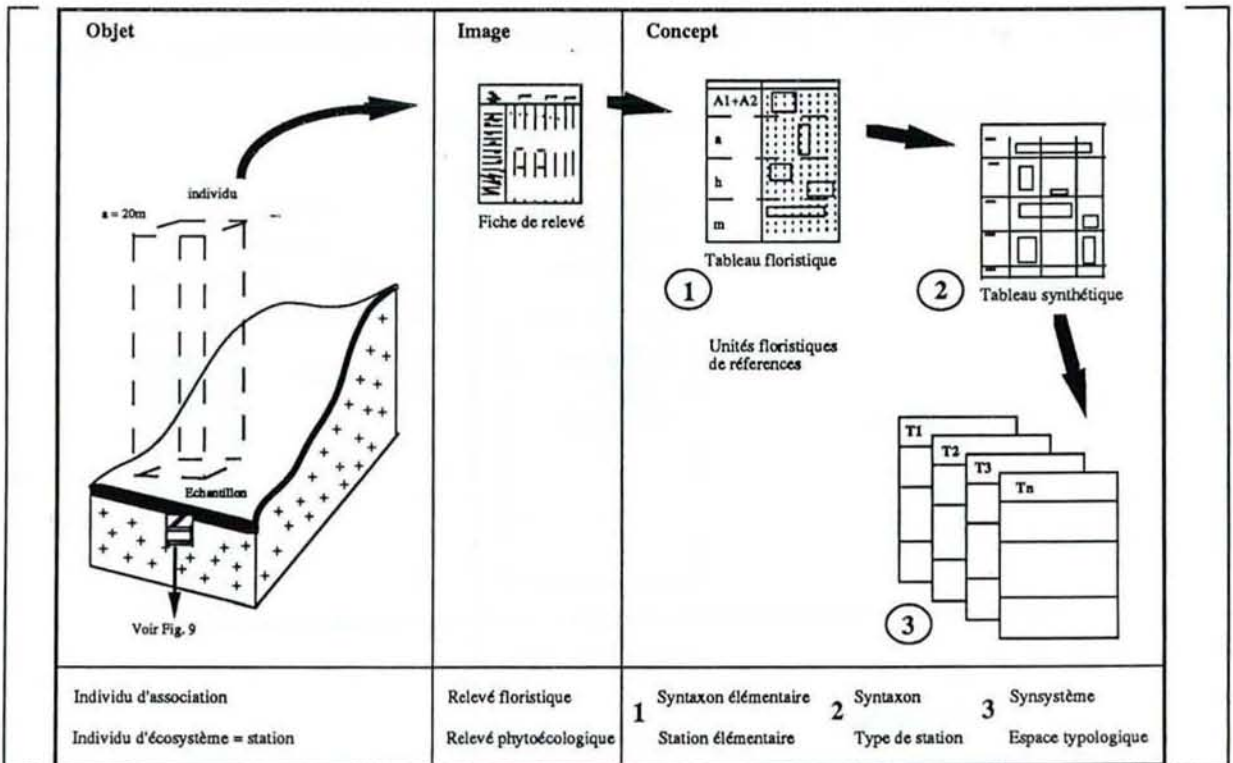 Objet
Image
Concept
individu
a = 20m
Echantillon
Voir Fig. 9
Fiche de relevé
A1+A2
a
h
m
Tableau floristique
1
Unités floristiques
de réferences
2
Tableau synthétique
T1
T2
T3
Tn
3
Individu d'association
Individu d'écosystème = station
Relevé floristique
Relevé phytoécologique
1
Syntaxon élémentaire
Station élémentaire
2
Syntaxon
Type de station
3
Synsystème
Espace typologique